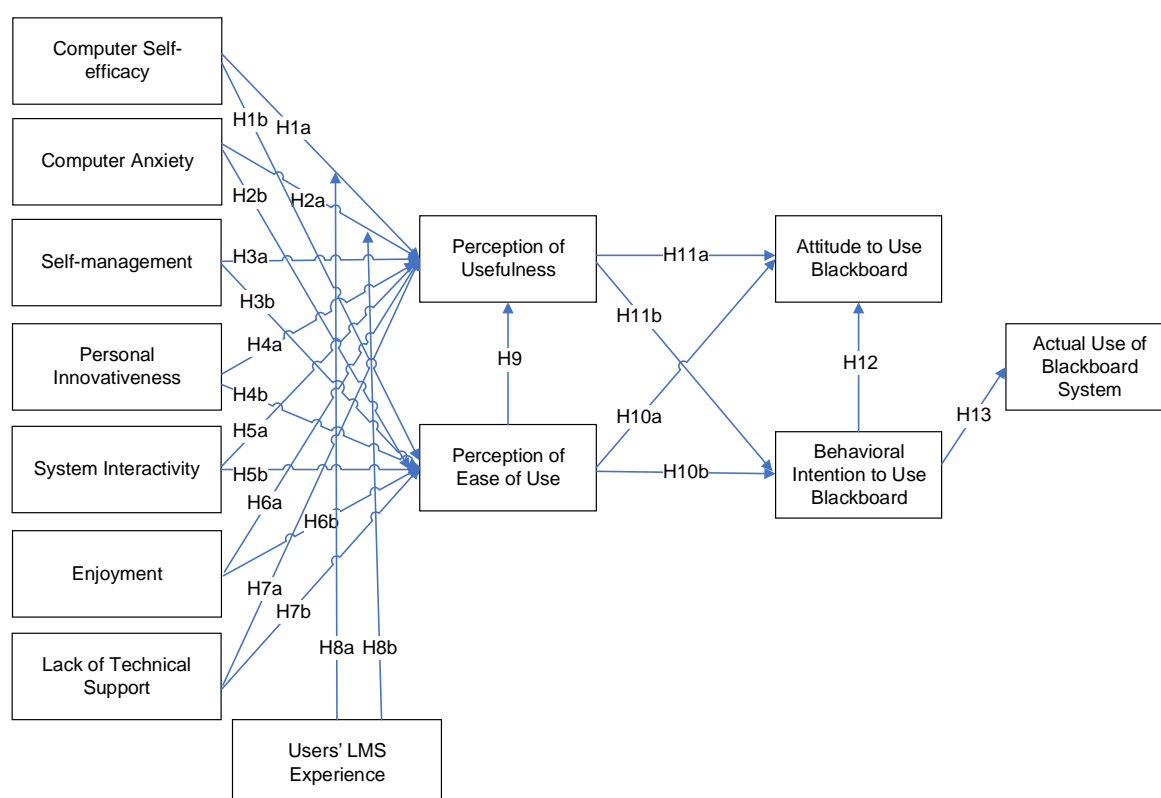 Computer Self-
efficacy
Computer Anxiety
Self-management
Personal
Innovativeness
System Interactivity
Enjoyment
Lack of Technical
Support
Users’ LMS
Experience
H1b
H1a
H2b
H2a
H3a
H3b
H4a
H4b
H5a
H5b
H6a
H6b
H7a
H7b
H8a
H8b
Perception of
Usefulness
H9
Perception of
Ease of Use
H11a
H11b
H10a
H10b
Attitude to Use
Blackboard
H12
Behavioral
Intention to Use
Blackboard
H13
Actual Use of
Blackboard
System